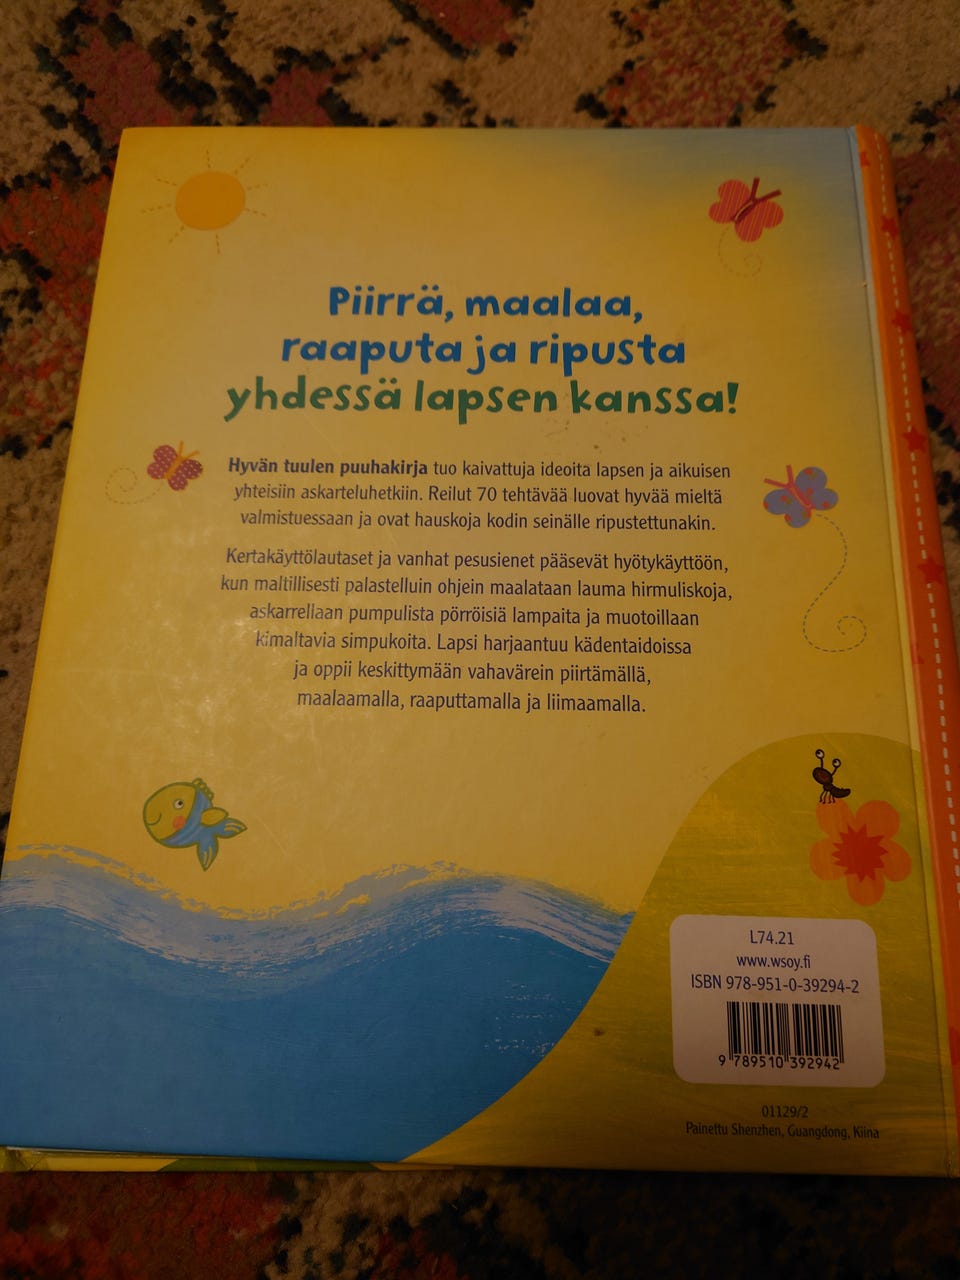 Piirrä, maalaa,
raaputa ja ripusta
yhdessä lapsen kanssa!
Hyvän tuulen puuhakirja tuo kaivattuja ideoita lapsen ja aikuisen
yhteisiin askarteluhetkiin. Reilut 70 tehtävää luovat hyvää mieltä
valmistuessaan ja ovat hauskoja kodin seinälle ripustettunakin.
Kertakäyttölautaset ja vanhat pesusienet pääsevät hyötykäyttöön,
kun maltillisesti palastelluin ohjein maalataan lauma hirmuliskoja,
askarrellaan pumpulista pörröisiä lampaita ja muotoillaan
kimaltavia simpukoita. Lapsi harjaantuu kädentaidoissa
ja oppii keskittymään vahavärein piirtämällä,
maalaamalla, raaputtamalla ja liimaamalla.
L74.21
www.wsoy.fi
ISBN 978-951-0-39294-2
9 789510 392942
01129/2
Painettu Shenzhen, Guangdong, Kiina